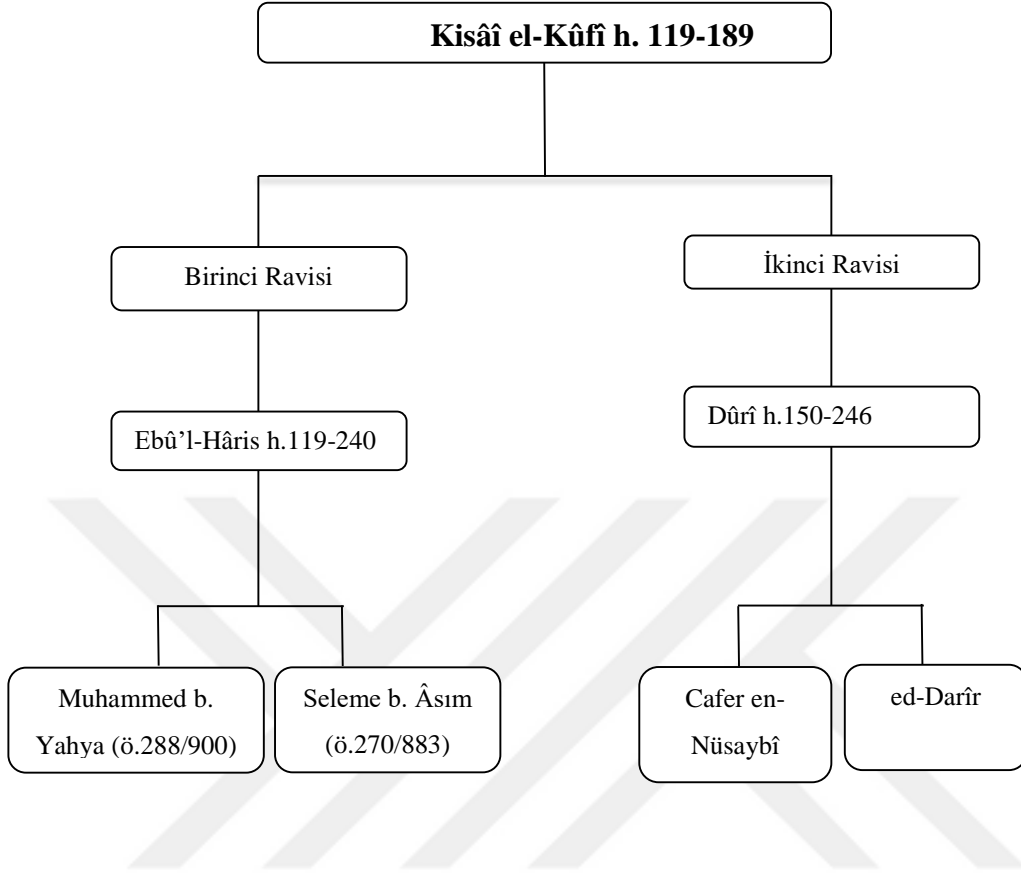 Kisâî el-Kûfî h. 119-189
Birinci Ravisi
İkinci Ravisi
Ebû’l-Hâris h.119-240
Dûrî h.150-246
Muhammed b.
Yahya (ö.288/900)
Seleme b. Âsım
(ö.270/883)
Cafer en-
Nüsaybî
ed-Darîr